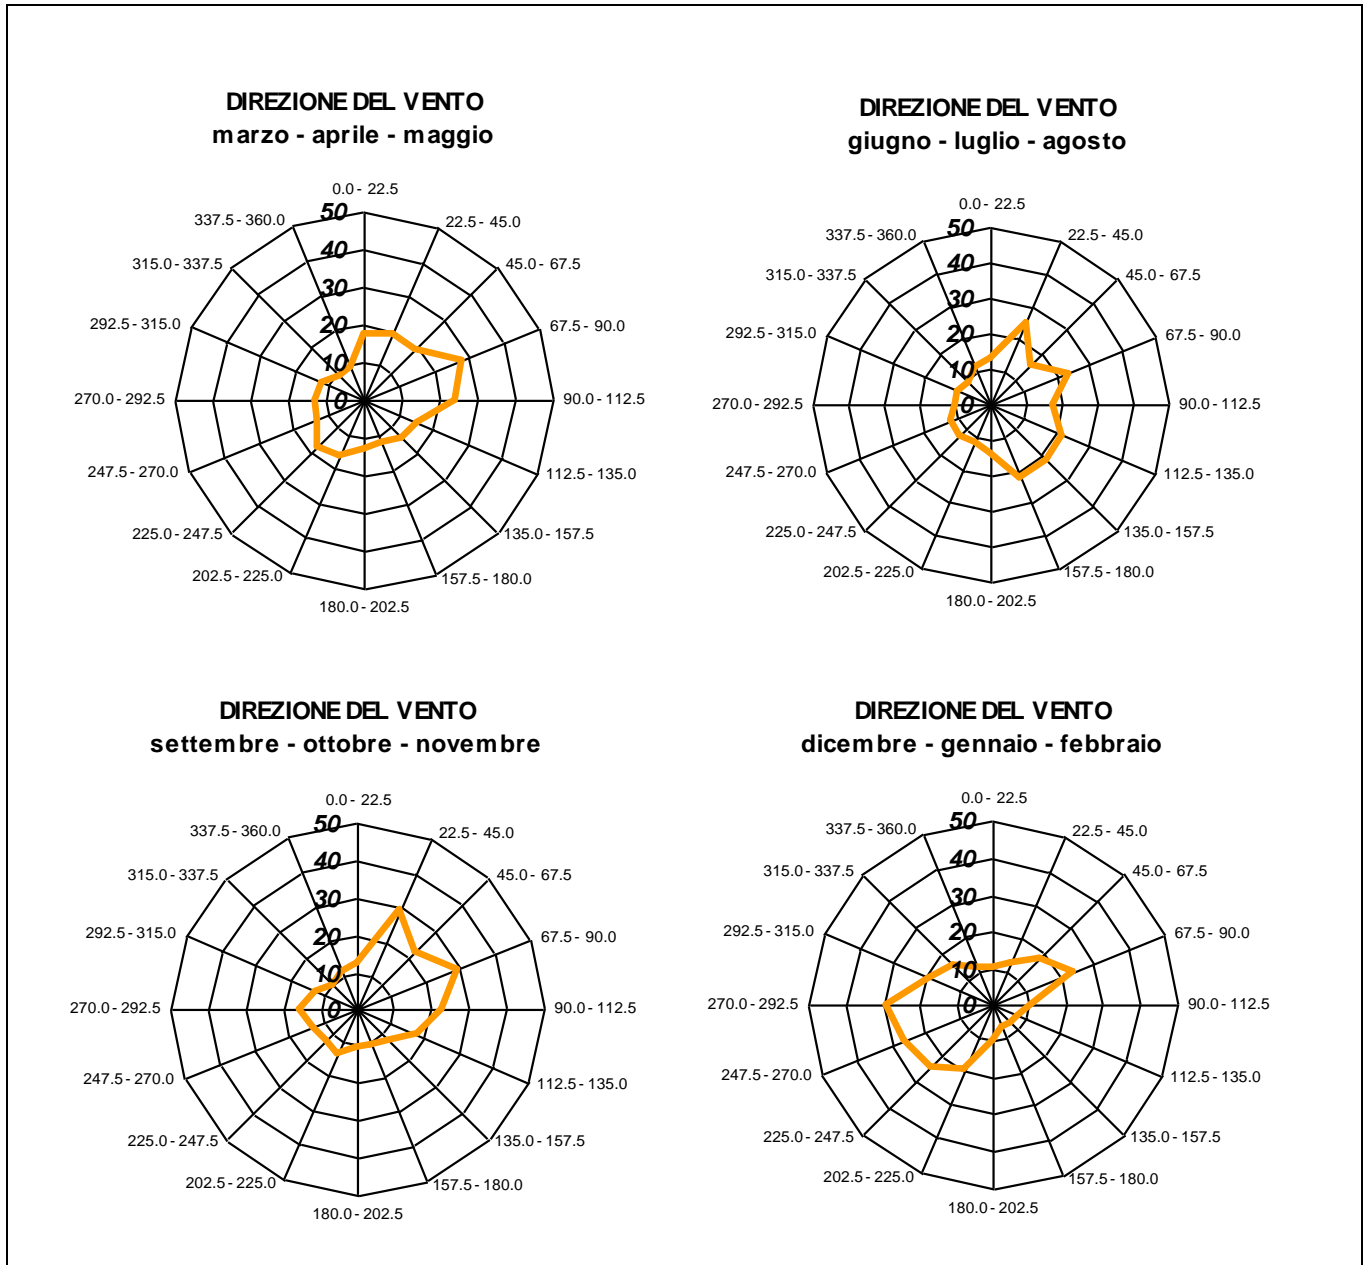 DIREZIONE DEL VENTO
marzo - aprile - maggio
0.0 - 22.5
22.5 - 45.0
45.0 - 67.5
67.5 - 90.0
90.0 - 112.5
112.5 - 135.0
135.0 - 157.5
157.5 - 180.0
180.0 - 202.5
202.5 - 225.0
225.0 - 247.5
247.5 - 270.0
270.0 - 292.5
292.5 - 315.0
315.0 - 337.5
337.5 - 360.0
50
40
30
20
10
0
DIREZIONE DEL VENTO
giugno - luglio - agosto
0.0 - 22.5
22.5 - 45.0
45.0 - 67.5
67.5 - 90.0
90.0 - 112.5
112.5 - 135.0
135.0 - 157.5
157.5 - 180.0
180.0 - 202.5
202.5 - 225.0
225.0 - 247.5
247.5 - 270.0
270.0 - 292.5
292.5 - 315.0
315.0 - 337.5
337.5 - 360.0
50
40
30
20
10
0
DIREZIONE DEL VENTO
settembre - ottobre - novembre
0.0 - 22.5
22.5 - 45.0
45.0 - 67.5
67.5 - 90.0
90.0 - 112.5
112.5 - 135.0
135.0 - 157.5
157.5 - 180.0
180.0 - 202.5
202.5 - 225.0
225.0 - 247.5
247.5 - 270.0
270.0 - 292.5
292.5 - 315.0
315.0 - 337.5
337.5 - 360.0
50
40
30
20
10
0
DIREZIONE DEL VENTO
dicembre - gennaio - febbraio
0.0 - 22.5
22.5 - 45.0
45.0 - 67.5
67.5 - 90.0
90.0 - 112.5
112.5 - 135.0
135.0 - 157.5
157.5 - 180.0
180.0 - 202.5
202.5 - 225.0
225.0 - 247.5
247.5 - 270.0
270.0 - 292.5
292.5 - 315.0
315.0 - 337.5
337.5 - 360.0
50
40
30
20
10
0